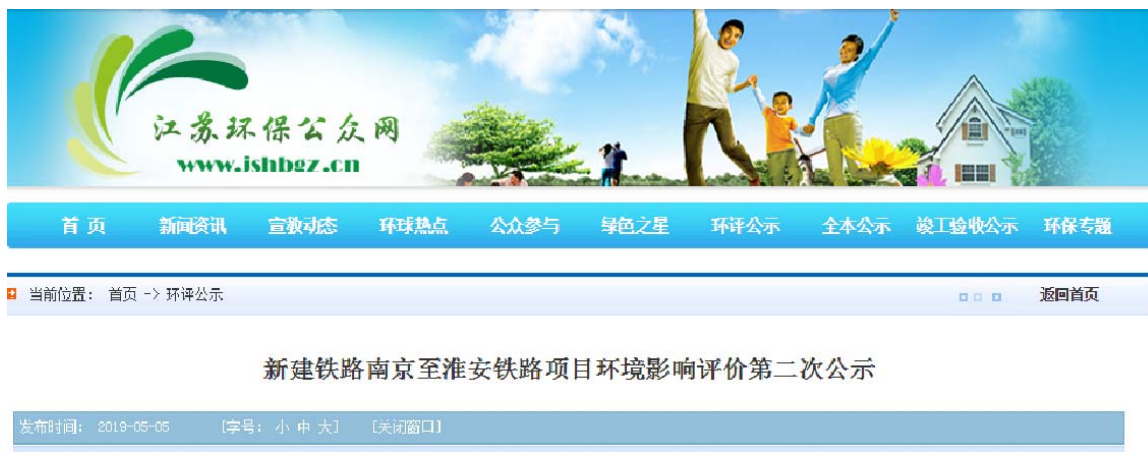 江苏环保公众网
www.jshbgz.cn
首 页 新闻资讯 宣教动态 环球热点 公众参与 绿色之星 环评公示 全本公示 竣工验收公示 环保专题
当前位置： 首页 -> 环评公示 返回首页
新建铁路南京至淮安铁路项目环境影响评价第二次公示
发布时间： 2019-05-05 [字号： 小 中 大] [关闭窗口]